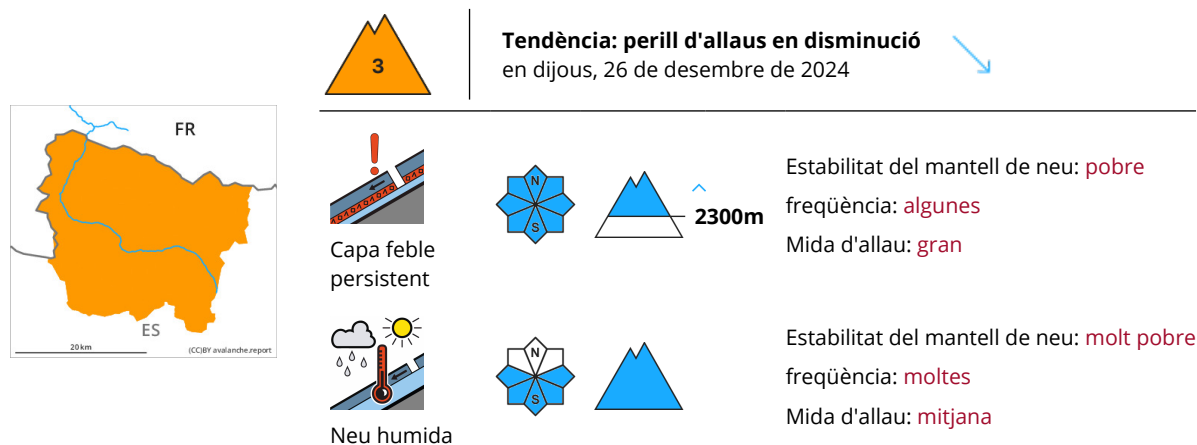 3
Tendència: perill d'allaus en disminució
en dijous, 26 de desembre de 2024
FR
ES
20 km
(CC)BY avalanche.report
Capa feble
persistent
N
S
2300m
Estabilitat del mantell de neu: pobre
freqüència: algunes
Mida d'allau: gran
Neu humida
N
S
Estabilitat del mantell de neu: molt pobre
freqüència: moltes
Mida d'allau: mitjana